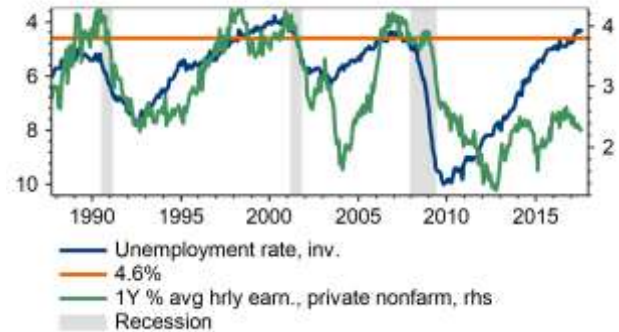 4
6
8
10
4
3
2
1990 1995 2000 2005 2010 2015
Unemployment rate, inv.
4.6%
1Y % avg hrly earn., private nonfarm, rhs
Recession